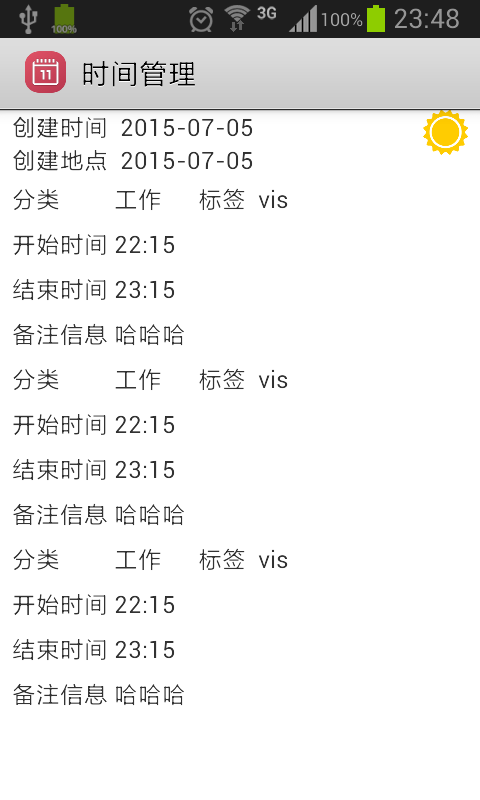 100% 3G 100% 23:48
11 时间管理
创建时间 2015-07-05
创建地点 2015-07-05
分类 工作 标签 vis
开始时间 22:15
结束时间 23:15
备注信息 哈哈哈
分类 工作 标签 vis
开始时间 22:15
结束时间 23:15
备注信息 哈哈哈
分类 工作 标签 vis
开始时间 22:15
结束时间 23:15
备注信息 哈哈哈